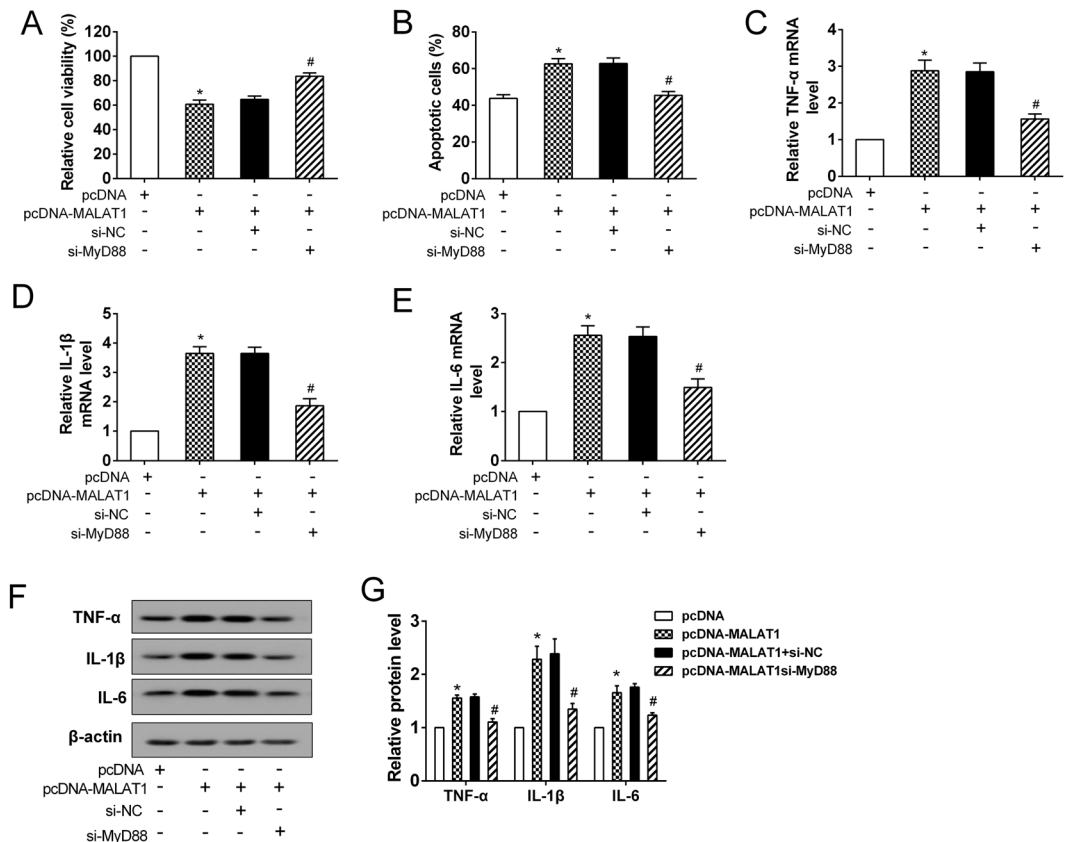 A
Relative cell viability (%)
120
100
80
60
40
20
0
*
#
pcDNA + - - -
pcDNA-MALAT1 - + + +
si-NC - - + -
si-MyD88 - - - +
B
Apoptotic cells (%)
80
60
40
20
0
*
#
pcDNA + - - -
pcDNA-MALAT1 - + + +
si-NC - - + -
si-MyD88 - - - +
C
Relative TNF-α mRNA
level
4
3
2
1
0
*
#
pcDNA + - - -
pcDNA-MALAT1 - + + +
si-NC - - + -
si-MyD88 - - - +
D
Relative IL-1β
mRNA level
5
4
3
2
1
0
*
#
pcDNA + - - -
pcDNA-MALAT1 - + + +
si-NC - - + -
si-MyD88 - - - +
E
Relative IL-6 mRNA
level
3
2
1
0
*
#
pcDNA + - - -
pcDNA-MALAT1 - + + +
si-NC - - + -
si-MyD88 - - - +
F
TNF-α
IL-1β
IL-6
β-actin
pcDNA + - - -
pcDNA-MALAT1 - + + +
si-NC - - + -
si-MyD88 - - - +
G
Relative protein level
3
2
1
0
*
#
*
#
*
#
TNF-α IL-1β IL-6
pcDNA
pcDNA-MALAT1
pcDNA-MALAT1+si-NC
pcDNA-MALAT1si-MyD88